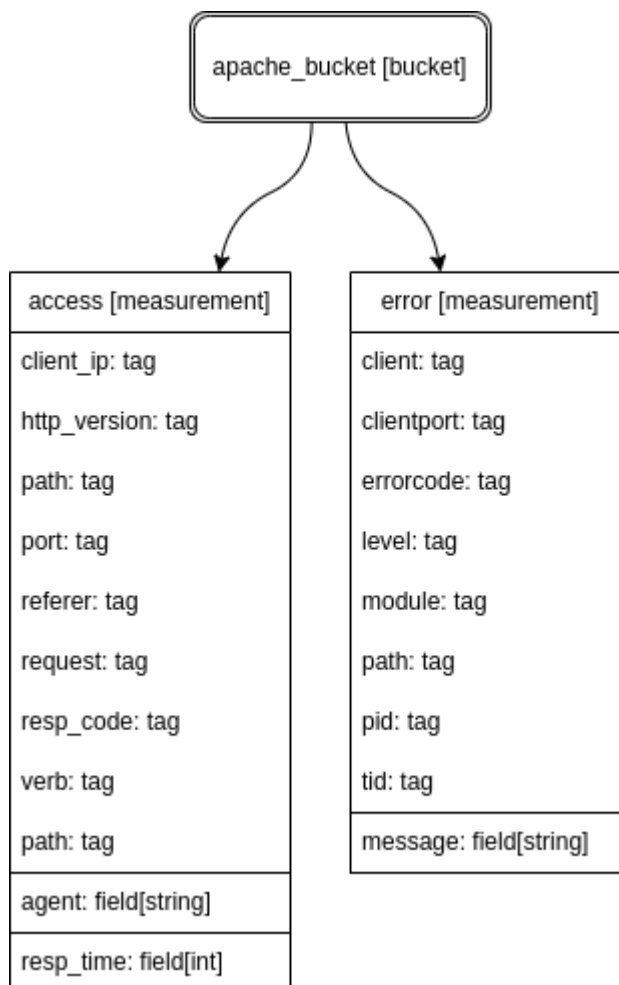 apache_bucket [bucket]
access [measurement]
client_ip: tag
http_version: tag
path: tag
port: tag
referer: tag
request: tag
resp_code: tag
verb: tag
path: tag
agent: field[string]
resp_time: field[int]
error [measurement]
client: tag
clientport: tag
errorcode: tag
level: tag
module: tag
path: tag
pid: tag
tid: tag
message: field[string]